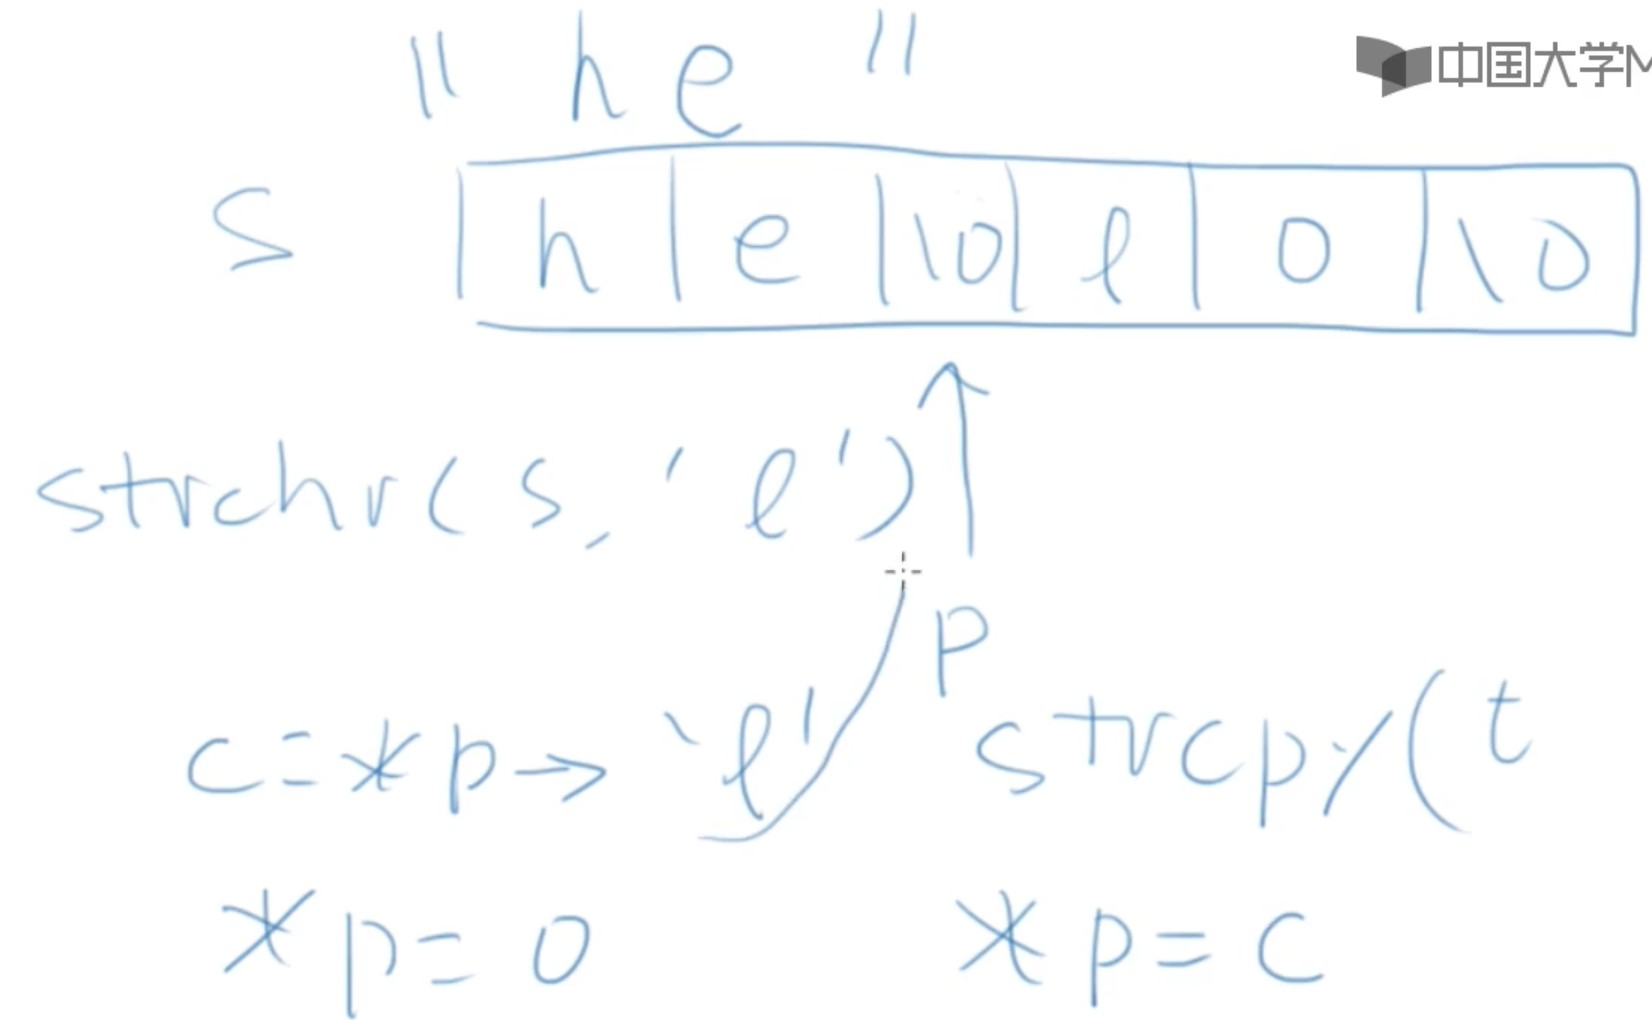 "he" 中国大学M
s h e \0 l o \0
strchr(s, 'l')
p
c=*p→'l' strcpy(t
*p=0 *p=c